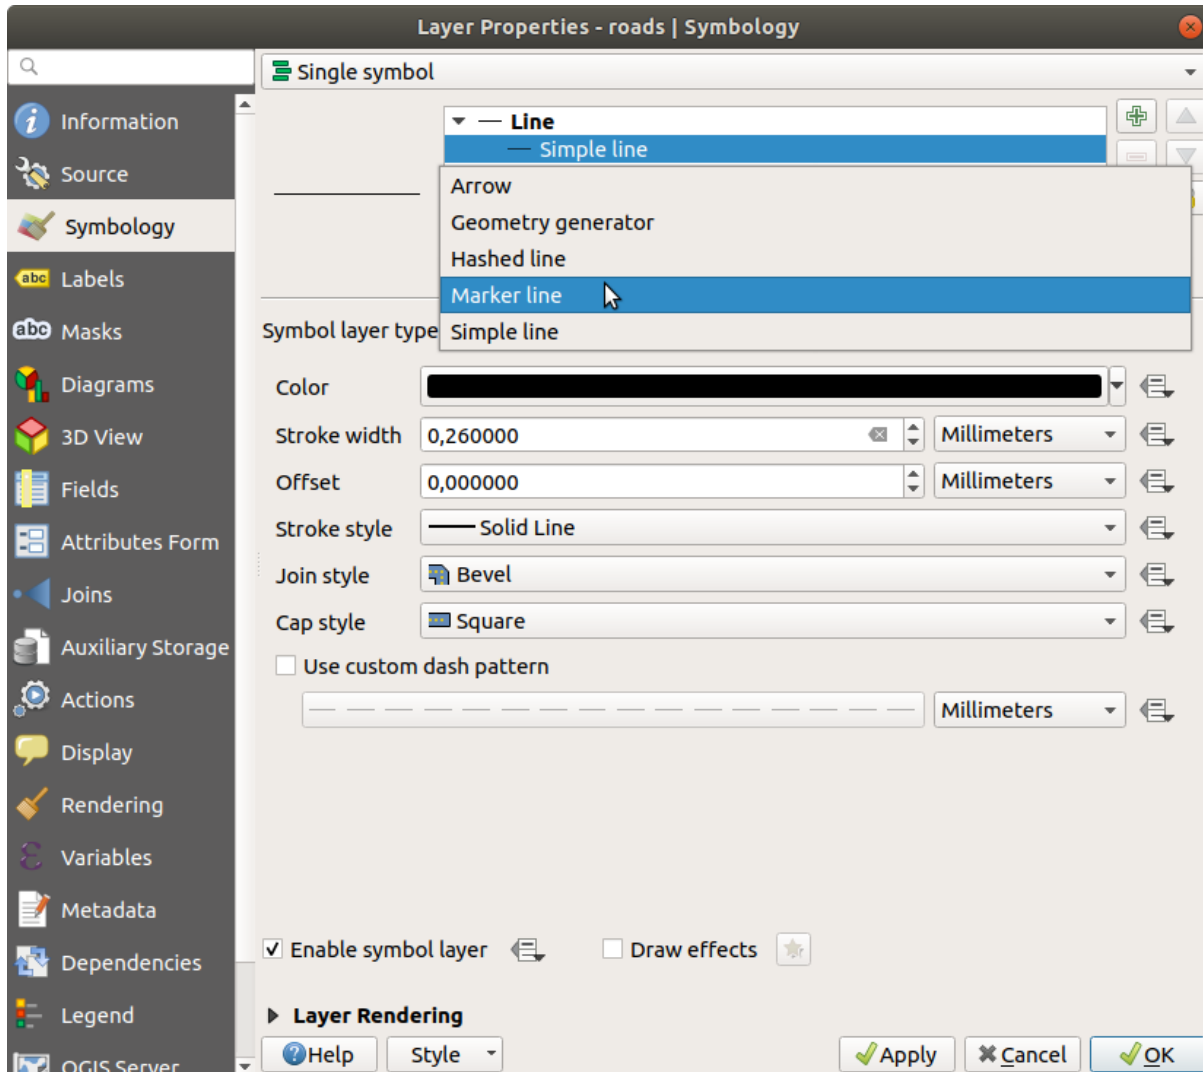 Layer Properties - roads | Symbology
Single symbol
Information
Source
Symbology
abc Labels
abc Masks
Diagrams
3D View
Fields
Attributes Form
Joins
Auxiliary Storage
Actions
Display
Rendering
Variables
Metadata
Dependencies
Legend
QGIS Server
Line
Simple line
Arrow
Geometry generator
Hashed line
Marker line
Simple line
Symbol layer type
Color
Stroke width 0,260000 Millimeters
Offset 0,000000 Millimeters
Stroke style Solid Line
Join style Bevel
Cap style Square
Use custom dash pattern
Millimeters
Enable symbol layer Draw effects
Layer Rendering
Help Style Apply Cancel OK